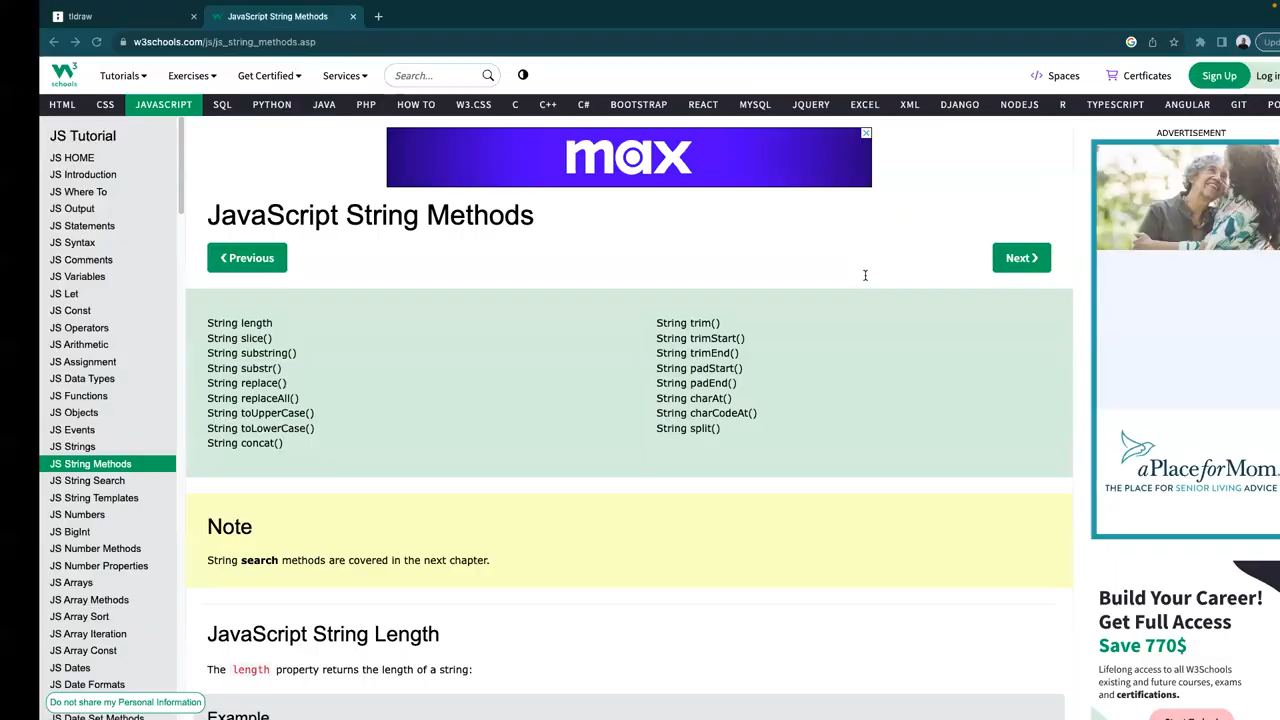 tldraw
JavaScript String Methods
w3schools.com/js/js_string_methods.asp
W3 schools
Tutorials
Exercises
Get Certified
Services
Search...
Spaces
Certficates
Sign Up
Log in
HTML
CSS
JAVASCRIPT
SQL
PYTHON
JAVA
PHP
HOW TO
W3.CSS
C
C++
C#
BOOTSTRAP
REACT
MYSQL
JQUERY
EXCEL
XML
DJANGO
NODEJS
R
TYPESCRIPT
ANGULAR
GIT
JS Tutorial
JS HOME
JS Introduction
JS Where To
JS Output
JS Statements
JS Syntax
JS Comments
JS Variables
JS Let
JS Const
JS Operators
JS Arithmetic
JS Assignment
JS Data Types
JS Functions
JS Objects
JS Events
JS Strings
JS String Methods
JS String Search
JS String Templates
JS Numbers
JS BigInt
JS Number Methods
JS Number Properties
JS Arrays
JS Array Methods
JS Array Sort
JS Array Iteration
JS Array Const
JS Dates
JS Date Formats
Do not share my Personal Information
max
JavaScript String Methods
❮ Previous
Next ❯
String length
String slice()
String substring()
String substr()
String replace()
String replaceAll()
String toUpperCase()
String toLowerCase()
String concat()
String trim()
String trimStart()
String trimEnd()
String padStart()
String padEnd()
String charAt()
String charCodeAt()
String split()
Note
String search methods are covered in the next chapter.
JavaScript String Length
The length property returns the length of a string:
Example
ADVERTISEMENT
aPlaceforMom.
THE PLACE FOR SENIOR LIVING ADVICE
Build Your Career!
Get Full Access
Save 770$
Lifelong access to all W3Schools
existing and future courses, exams
and certifications.